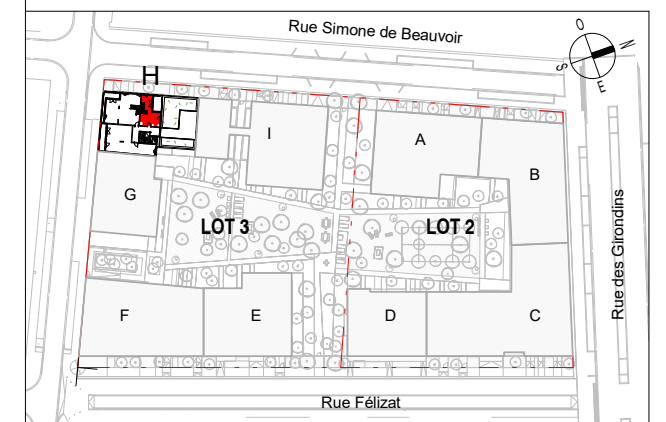 Rue Simone de Beauvoir
O
N
S
E
H
I
A
B
G
LOT 3
LOT 2
Rue des Girondins
F
E
D
C
Rue Félizat